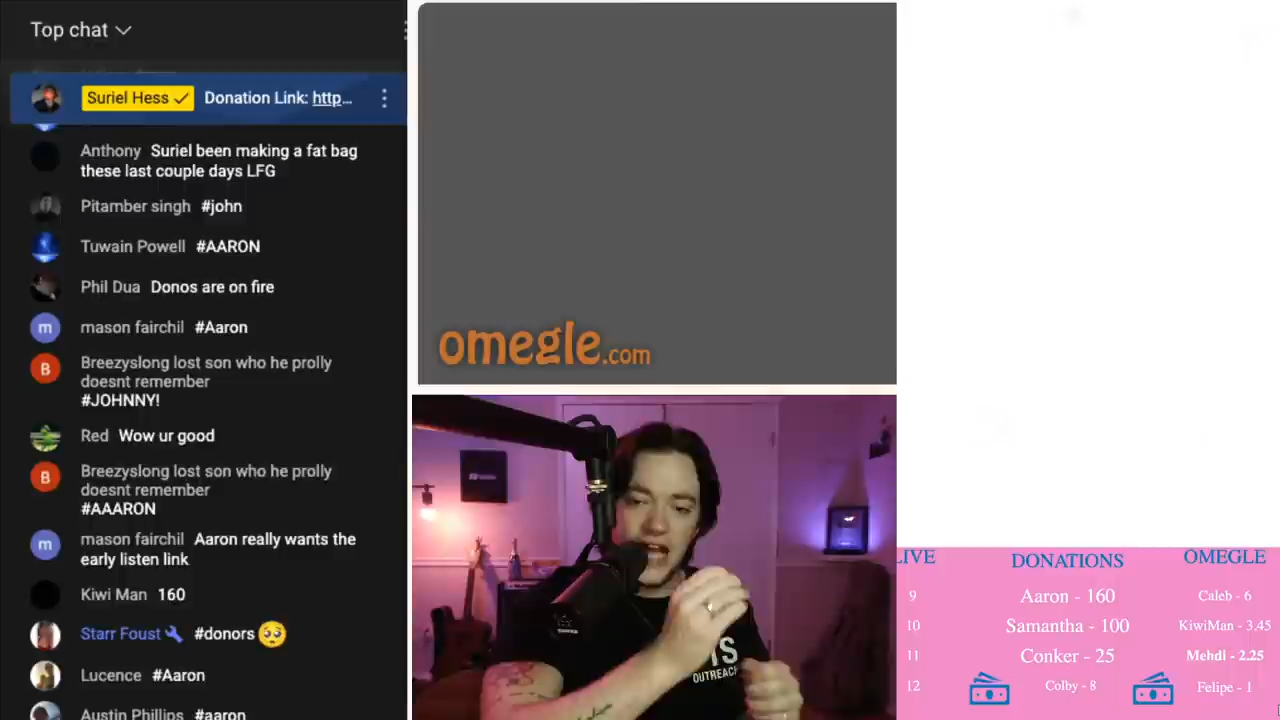 Top chat
Suriel Hess Donation Link: http...
Anthony Suriel been making a fat bag
these last couple days LFG
Pitamber singh #john
Tuwain Powell #AARON
Phil Dua Donos are on fire
m mason fairchil #Aaron
B Breezyslong lost son who he prolly
doesnt remember
#JOHNNY!
Red Wow ur good
B Breezyslong lost son who he prolly
doesnt remember
#AAARON
m mason fairchil Aaron really wants the
early listen link
Kiwi Man 160
Starr Foust #donors
Lucence #Aaron
Austin Phillips #aaron
omegle.com
OUTREACH
LIVE
9
10
11
12
DONATIONS
Aaron - 160
Samantha - 100
Conker - 25
Colby - 8
OMEGLE
Caleb - 6
KiwiMan - 3,45
Mehdi - 2.25
Felipe - 1